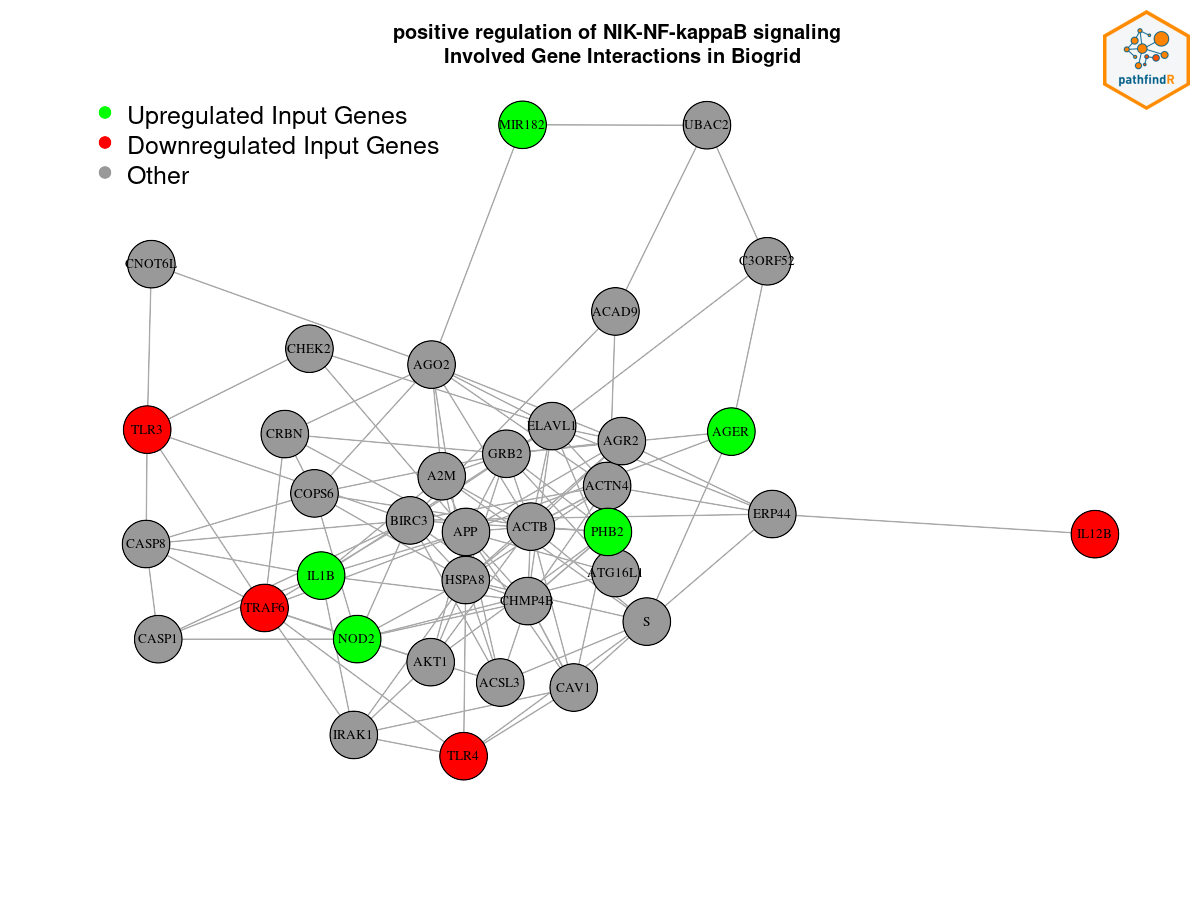 positive regulation of NIK-NF-kappaB signaling
Involved Gene Interactions in Biogrid
pathfindR
Upregulated Input Genes
Downregulated Input Genes
Other
MIR182
UBAC2
CNOT6L
C3ORF52
ACAD9
CHEK2
AGO2
TLR3
CRBN
ELAVL1
AGR2
AGER
GRB2
A2M
ACTN4
COPS6
BIRC3
APP
ACTB
PHB2
ERP44
IL12B
CASP8
IL1B
HSPA8
ATG16L1
TRAF6
CHMP4B
S
CASP1
NOD2
AKT1
ACSL3
CAV1
IRAK1
TLR4